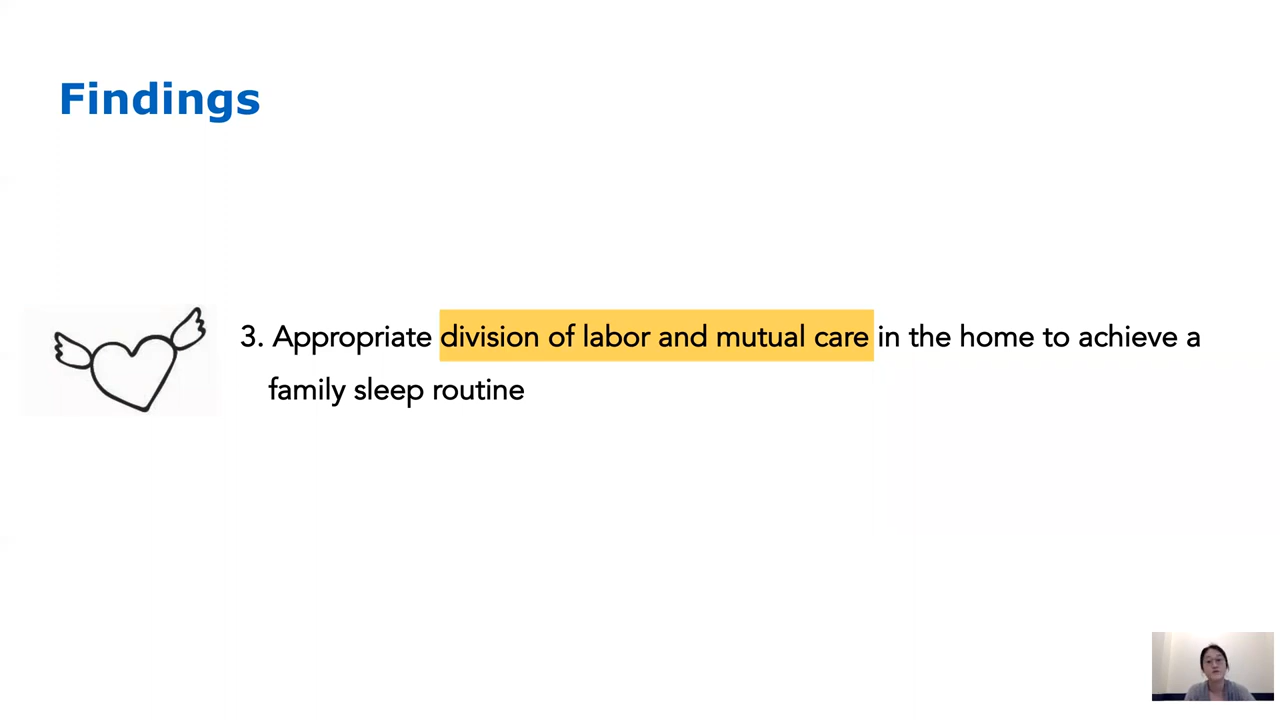 Findings
3. Appropriate division of labor and mutual care in the home to achieve a
family sleep routine